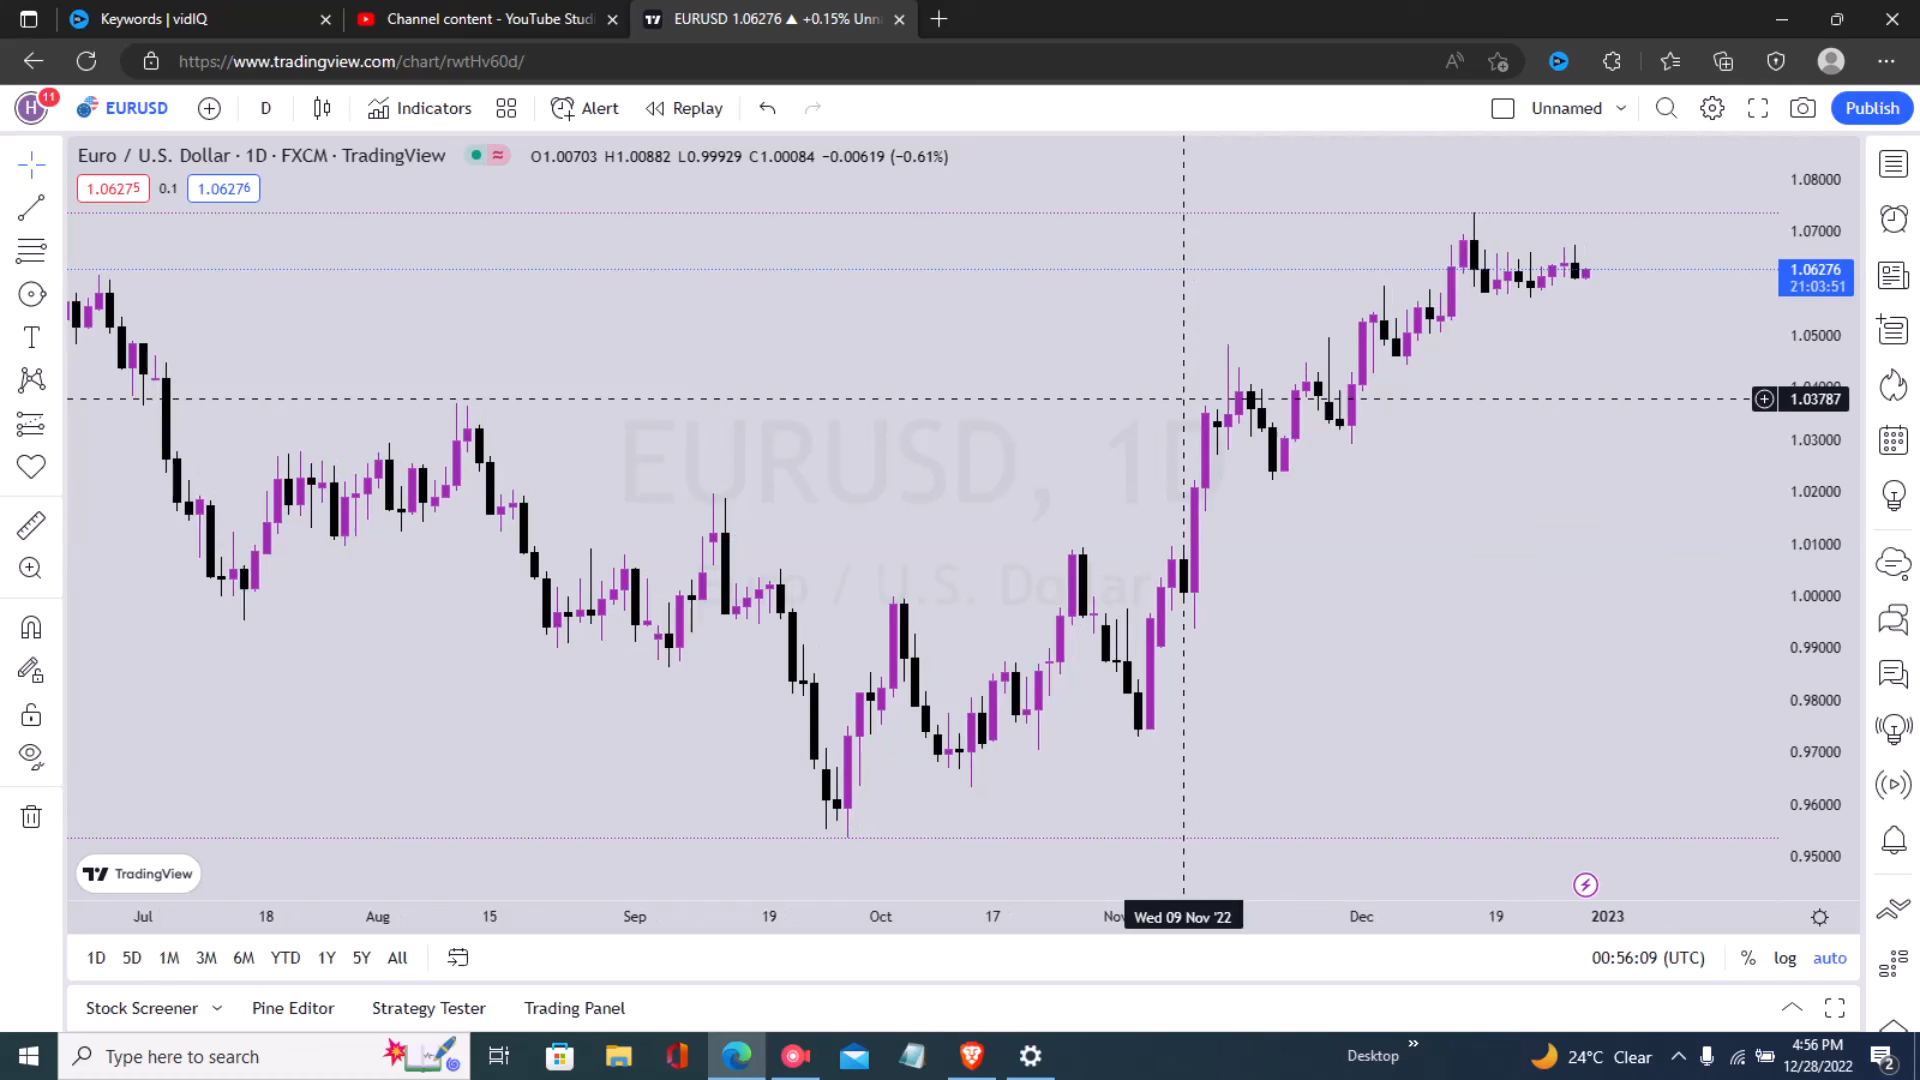 Keywords | vidIQ
Channel content - YouTube Studi
EURUSD 1.06276 ▲ +0.15% Unna
https://www.tradingview.com/chart/rwtHv60d/
H 11 EURUSD D Indicators Alert Replay Unnamed Publish
Euro / U.S. Dollar · 1D · FXCM · TradingView O1.00703 H1.00882 L0.99929 C1.00084 −0.00619 (−0.61%)
1.06275 0.1 1.06276
1.08000
1.07000
1.06276
21:03:51
1.05000
1.04000
1.03787
1.03000
1.02000
1.01000
1.00000
0.99000
0.98000
0.97000
0.96000
0.95000
EURUSD, 1D
Euro / U.S. Dollar
TradingView
Jul 18 Aug 15 Sep 19 Oct 17 Nov Wed 09 Nov '22 Dec 19 2023
1D 5D 1M 3M 6M YTD 1Y 5Y All 00:56:09 (UTC) % log auto
Stock Screener Pine Editor Strategy Tester Trading Panel
Type here to search Desktop 24°C Clear 4:56 PM
12/28/2022 2